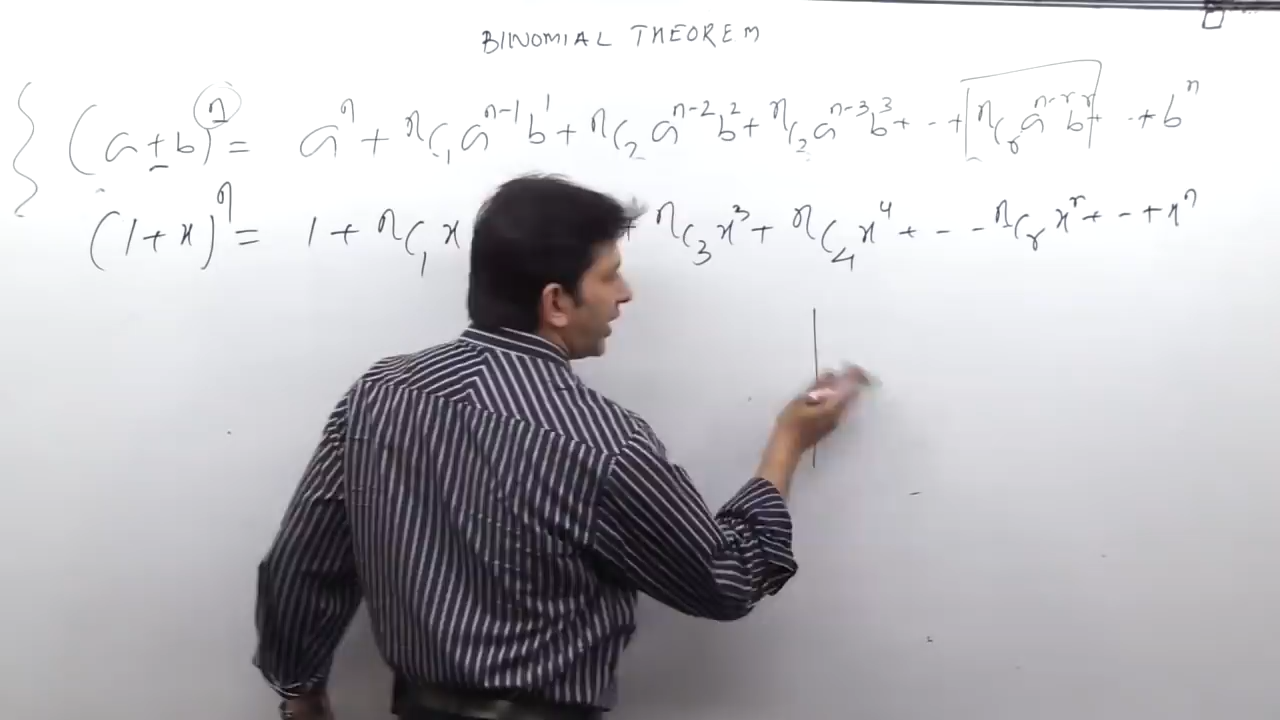 BINOMIAL THEOREM
(a+b)^n = a^n + nC1 a^n-1 b^1 + nC2 a^n-2 b^2 + nC2 a^n-3 b^3 + - - + nCr a^n-r b^r + - + b^n
(1+x)^n = 1 + nC1 x + nC3 x^3 + nC4 x^4 + - - nCr x^r + - + x^n